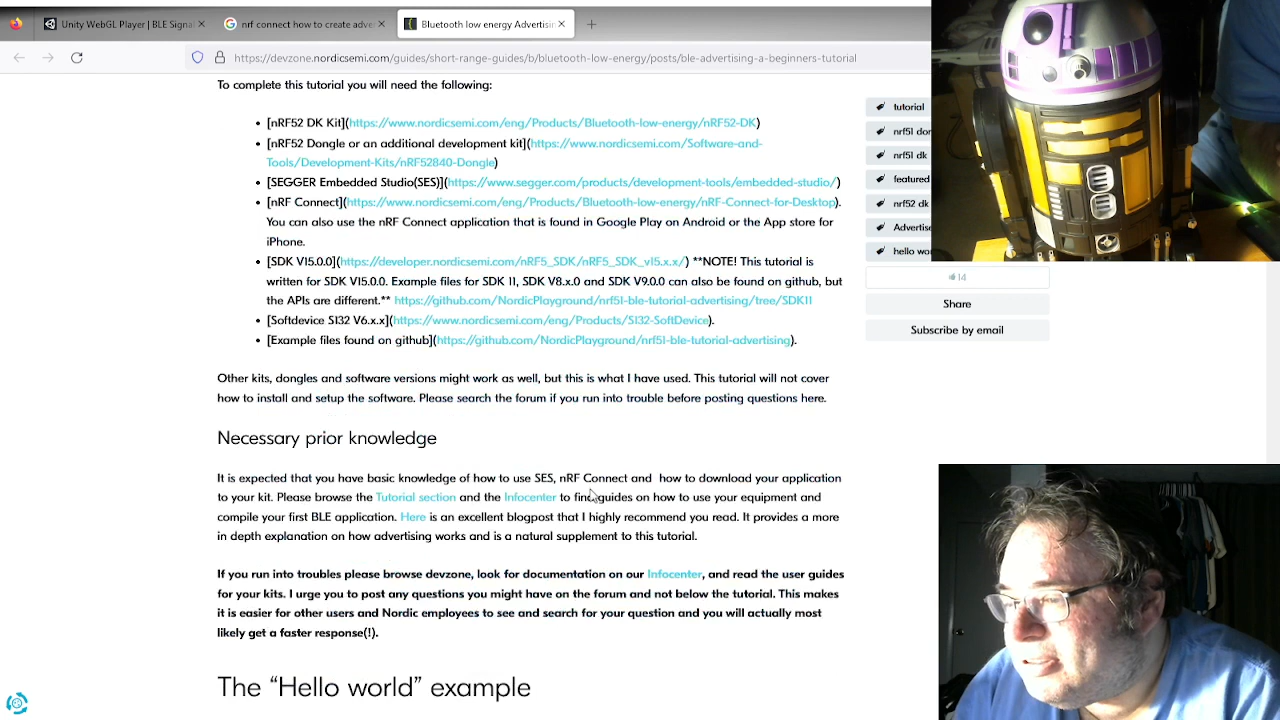 Unity WebGL Player | BLE Signa
nrf connect how to create adve
Bluetooth low energy Advertisin
https://devzone.nordicsemi.com/guides/short-range-guides/b/bluetooth-low-energy/posts/ble-advertising-a-beginners-tutorial
To complete this tutorial you will need the following:
• [nRF52 DK Kit](https://www.nordicsemi.com/eng/Products/Bluetooth-low-energy/nRF52-DK)
• [nRF52 Dongle or an additional development kit](https://www.nordicsemi.com/Software-and-
Tools/Development-Kits/nRF52840-Dongle)
• [SEGGER Embedded Studio(SES)](https://www.segger.com/products/development-tools/embedded-studio/)
• [nRF Connect](https://www.nordicsemi.com/eng/Products/Bluetooth-low-energy/nRF-Connect-for-Desktop).
You can also use the nRF Connect application that is found in Google Play on Android or the App store for
iPhone.
• [SDK V15.0.0](https://developer.nordicsemi.com/nRF5_SDK/nRF5_SDK_v15.x.x/) **NOTE! This tutorial is
written for SDK V15.0.0. Example files for SDK 11, SDK V8.x.0 and SDK V9.0.0 can also be found on github, but
the APIs are different.** https://github.com/NordicPlayground/nrf51-ble-tutorial-advertising/tree/SDK11
• [Softdevice S132 V6.x.x](https://www.nordicsemi.com/eng/Products/S132-SoftDevice).
• [Example files found on github](https://github.com/NordicPlayground/nrf51-ble-tutorial-advertising).
Other kits, dongles and software versions might work as well, but this is what I have used. This tutorial will not cover
how to install and setup the software. Please search the forum if you run into trouble before posting questions here.
Necessary prior knowledge
It is expected that you have basic knowledge of how to use SES, nRF Connect and how to download your application
to your kit. Please browse the Tutorial section and the Infocenter to find guides on how to use your equipment and
compile your first BLE application. Here is an excellent blogpost that I highly recommend you read. It provides a more
in depth explanation on how advertising works and is a natural supplement to this tutorial.
If you run into troubles please browse devzone, look for documentation on our Infocenter, and read the user guides
for your kits. I urge you to post any questions you might have on the forum and not below the tutorial. This makes
it is easier for other users and Nordic employees to see and search for your question and you will actually most
likely get a faster response(!).
The “Hello world” example
tutorial
nrf51 don
nrf51 dk
featured
nrf52 dk
Advertise
hello wo
14
Share
Subscribe by email